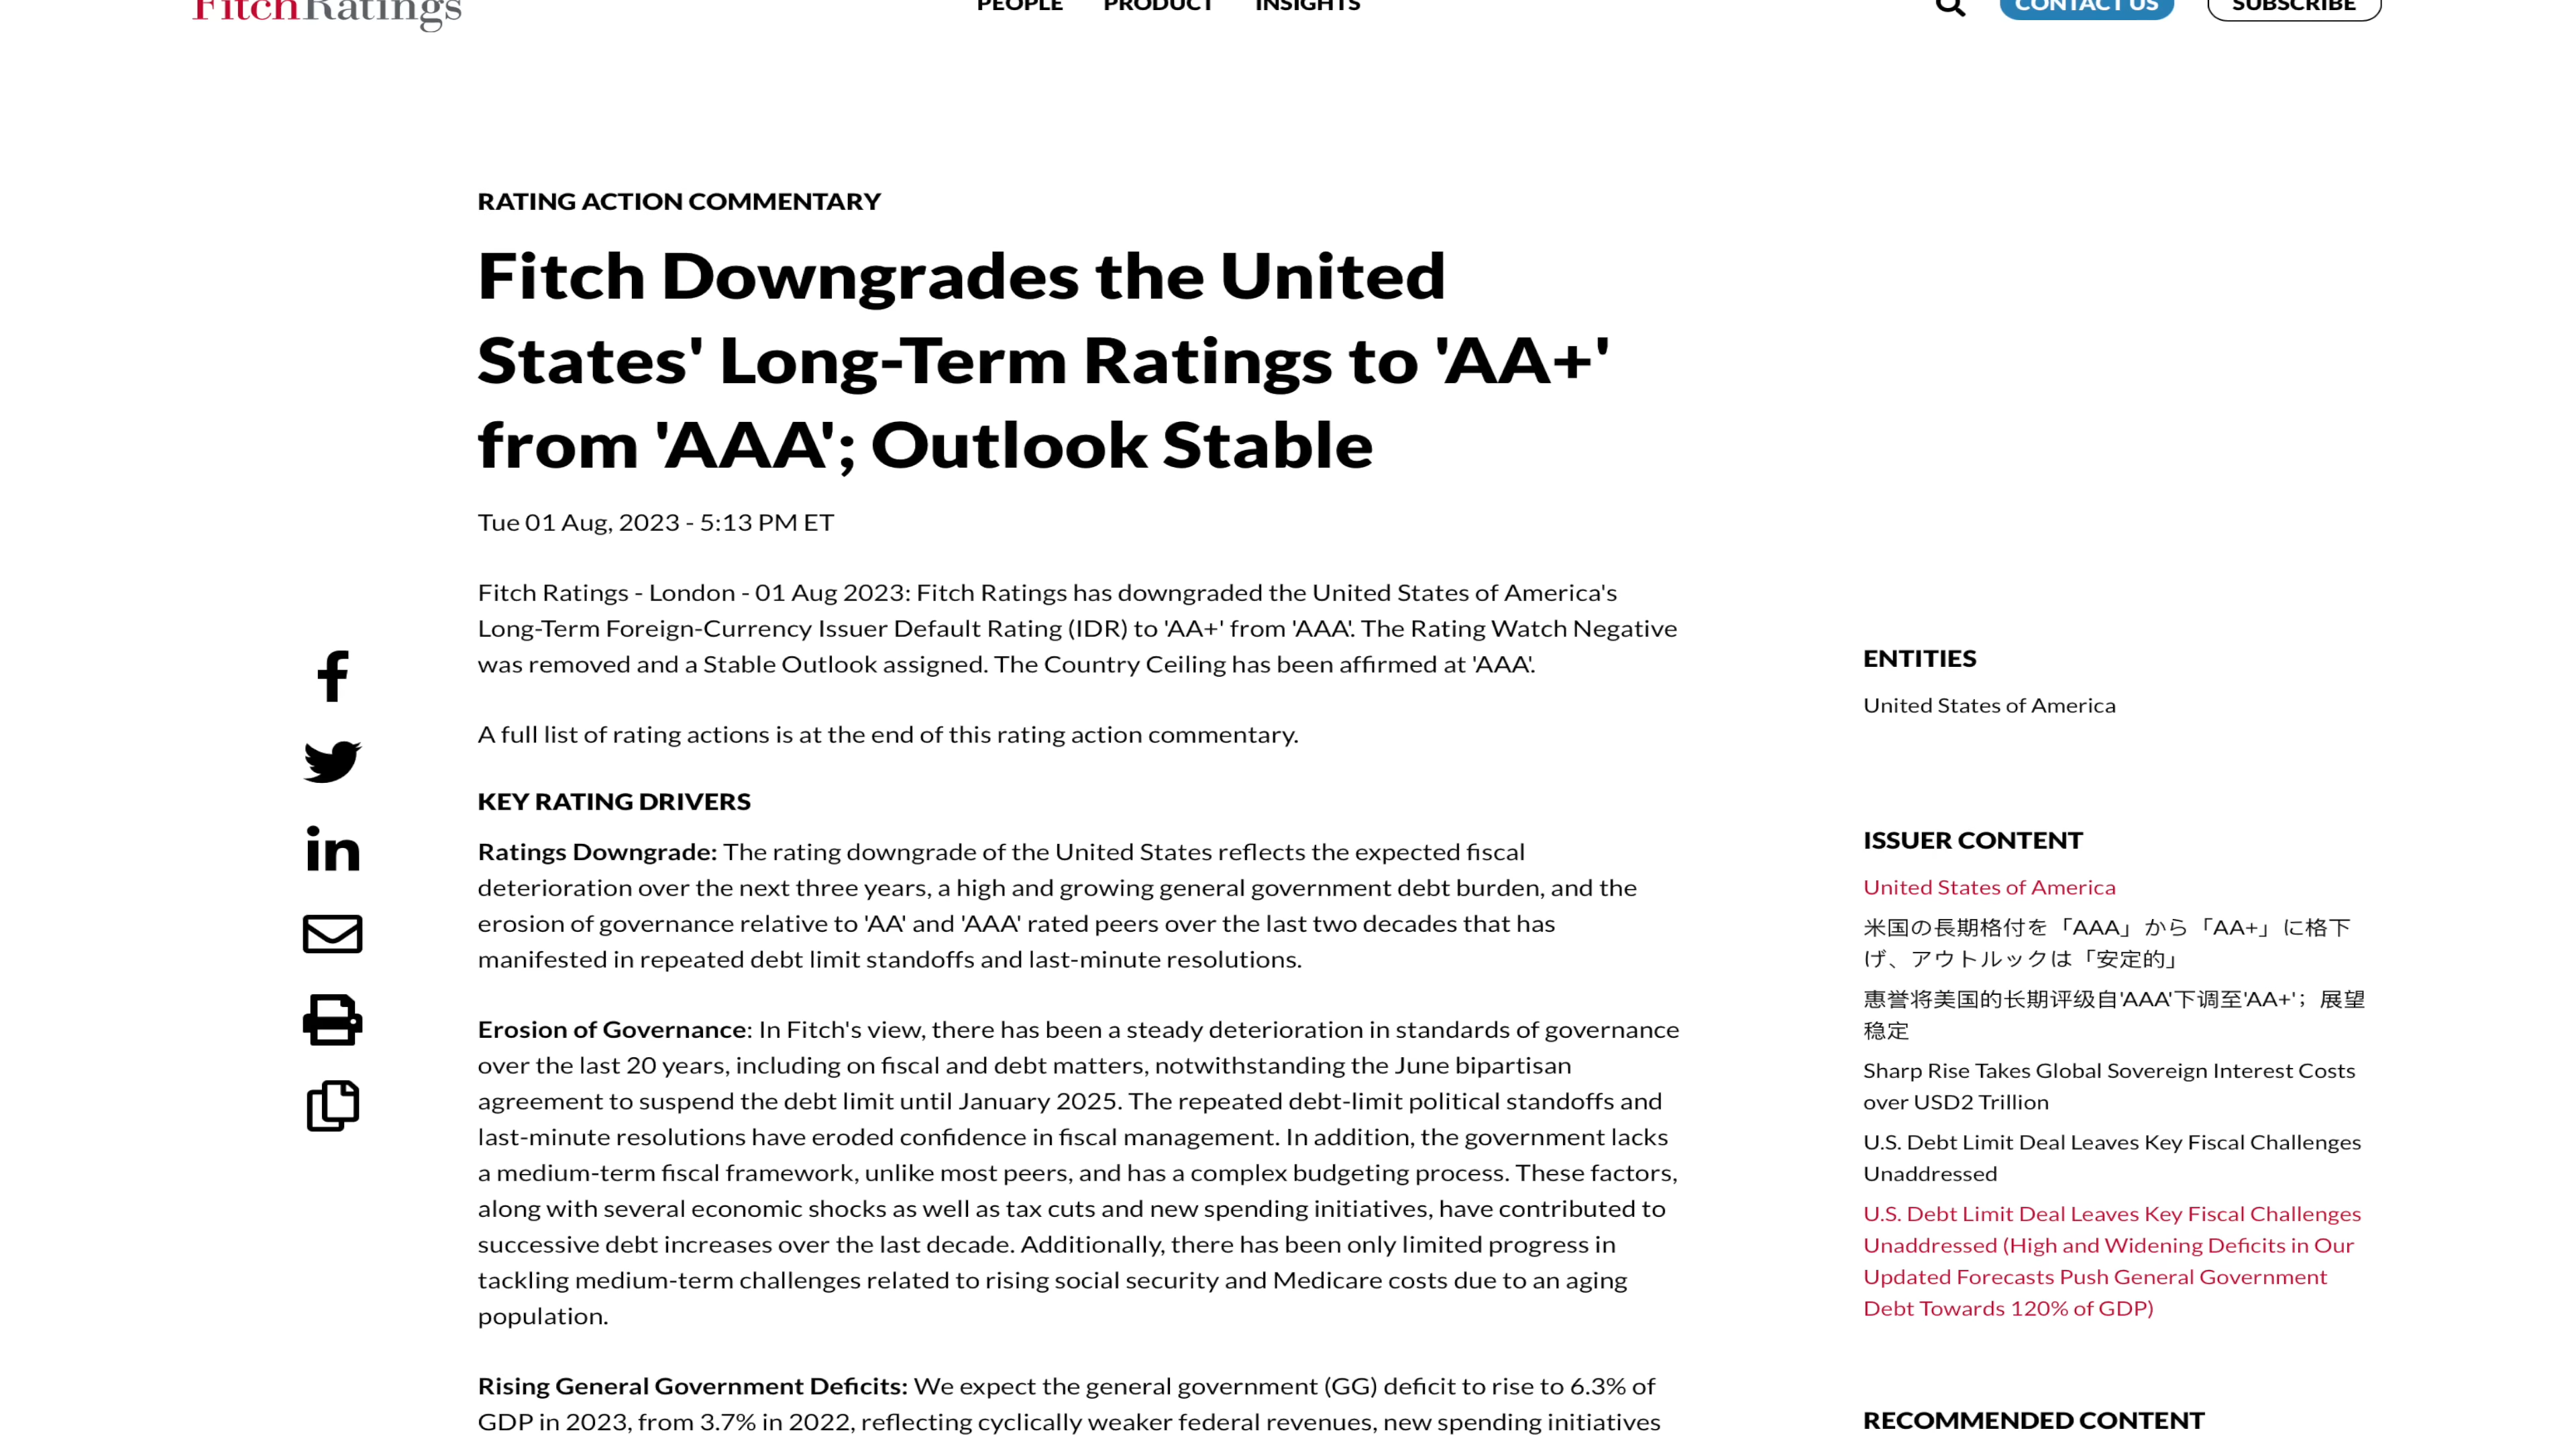 FitchRatings
PEOPLE PRODUCT INSIGHTS
CONTACT US SUBSCRIBE
RATING ACTION COMMENTARY
Fitch Downgrades the United
States' Long-Term Ratings to 'AA+'
from 'AAA'; Outlook Stable
Tue 01 Aug, 2023 - 5:13 PM ET
Fitch Ratings - London - 01 Aug 2023: Fitch Ratings has downgraded the United States of America's
Long-Term Foreign-Currency Issuer Default Rating (IDR) to 'AA+' from 'AAA'. The Rating Watch Negative
was removed and a Stable Outlook assigned. The Country Ceiling has been affirmed at 'AAA'.
A full list of rating actions is at the end of this rating action commentary.
KEY RATING DRIVERS
Ratings Downgrade: The rating downgrade of the United States reflects the expected fiscal
deterioration over the next three years, a high and growing general government debt burden, and the
erosion of governance relative to 'AA' and 'AAA' rated peers over the last two decades that has
manifested in repeated debt limit standoffs and last-minute resolutions.
Erosion of Governance: In Fitch's view, there has been a steady deterioration in standards of governance
over the last 20 years, including on fiscal and debt matters, notwithstanding the June bipartisan
agreement to suspend the debt limit until January 2025. The repeated debt-limit political standoffs and
last-minute resolutions have eroded confidence in fiscal management. In addition, the government lacks
a medium-term fiscal framework, unlike most peers, and has a complex budgeting process. These factors,
along with several economic shocks as well as tax cuts and new spending initiatives, have contributed to
successive debt increases over the last decade. Additionally, there has been only limited progress in
tackling medium-term challenges related to rising social security and Medicare costs due to an aging
population.
Rising General Government Deficits: We expect the general government (GG) deficit to rise to 6.3% of
GDP in 2023, from 3.7% in 2022, reflecting cyclically weaker federal revenues, new spending initiatives
ENTITIES
United States of America
ISSUER CONTENT
United States of America
米国の長期格付を「AAA」から「AA+」に格下
げ、アウトルックは「安定的」
惠誉将美国的长期评级自'AAA'下调至'AA+'；展望
稳定
Sharp Rise Takes Global Sovereign Interest Costs
over USD2 Trillion
U.S. Debt Limit Deal Leaves Key Fiscal Challenges
Unaddressed
U.S. Debt Limit Deal Leaves Key Fiscal Challenges
Unaddressed (High and Widening Deficits in Our
Updated Forecasts Push General Government
Debt Towards 120% of GDP)
RECOMMENDED CONTENT